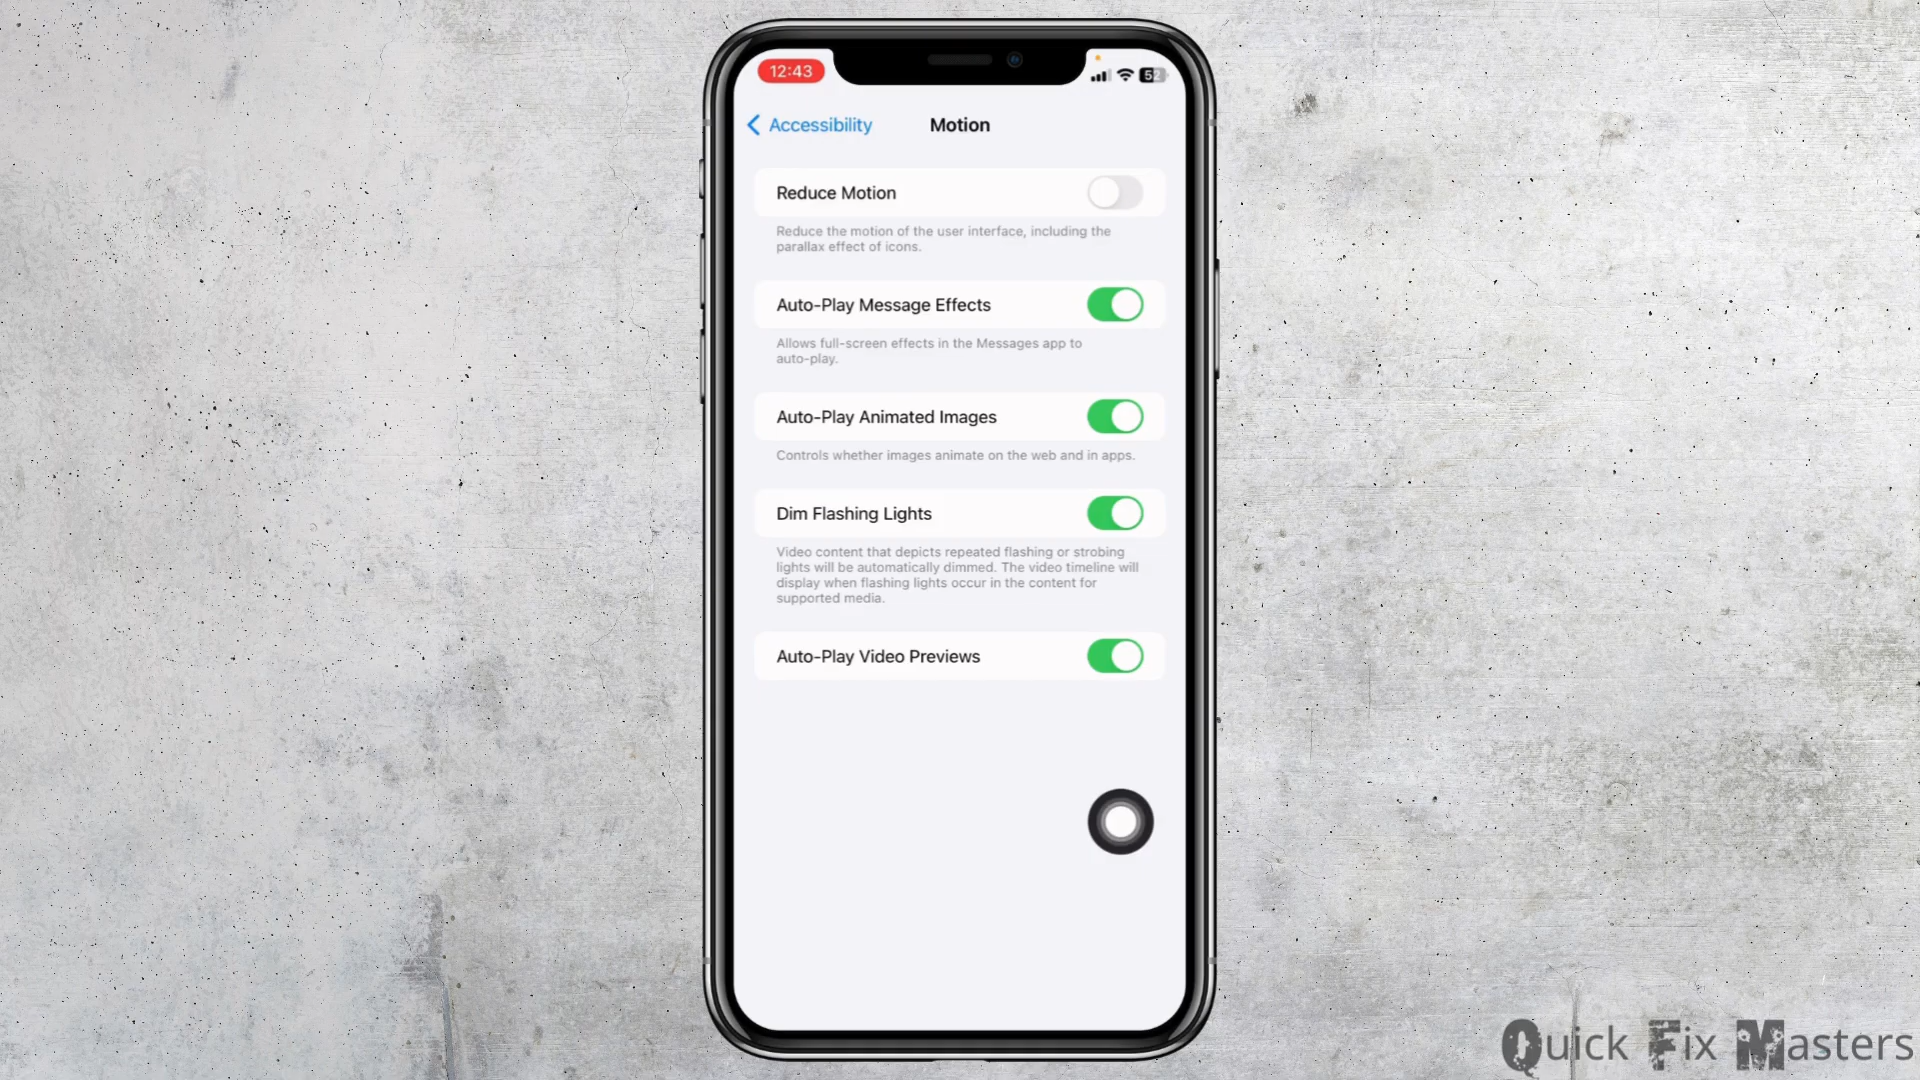 12:43
52
Accessibility
Motion
Reduce Motion
Reduce the motion of the user interface, including the
parallax effect of icons.
Auto-Play Message Effects
Allows full-screen effects in the Messages app to
auto-play.
Auto-Play Animated Images
Controls whether images animate on the web and in apps.
Dim Flashing Lights
Video content that depicts repeated flashing or strobing
lights will be automatically dimmed. The video timeline will
display when flashing lights occur in the content for
supported media.
Auto-Play Video Previews
Quick Fix Masters